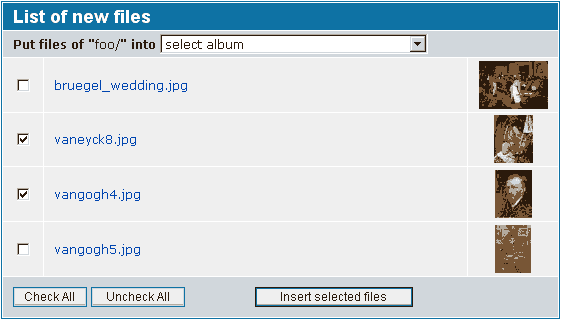 List of new files
Put files of "foo/" into select album
bruegel_wedding.jpg
vaneyck8.jpg
vangogh4.jpg
vangogh5.jpg
Check All Uncheck All Insert selected files